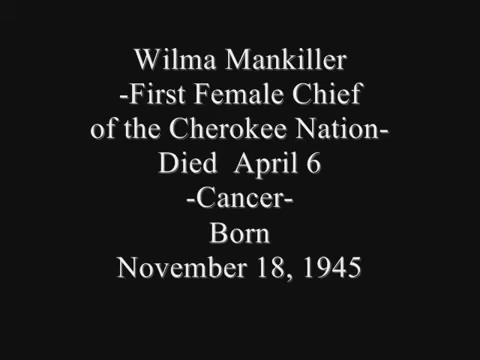 Wilma Mankiller
-First Female Chief
of the Cherokee Nation-
Died  April 6
-Cancer-
Born
November 18, 1945